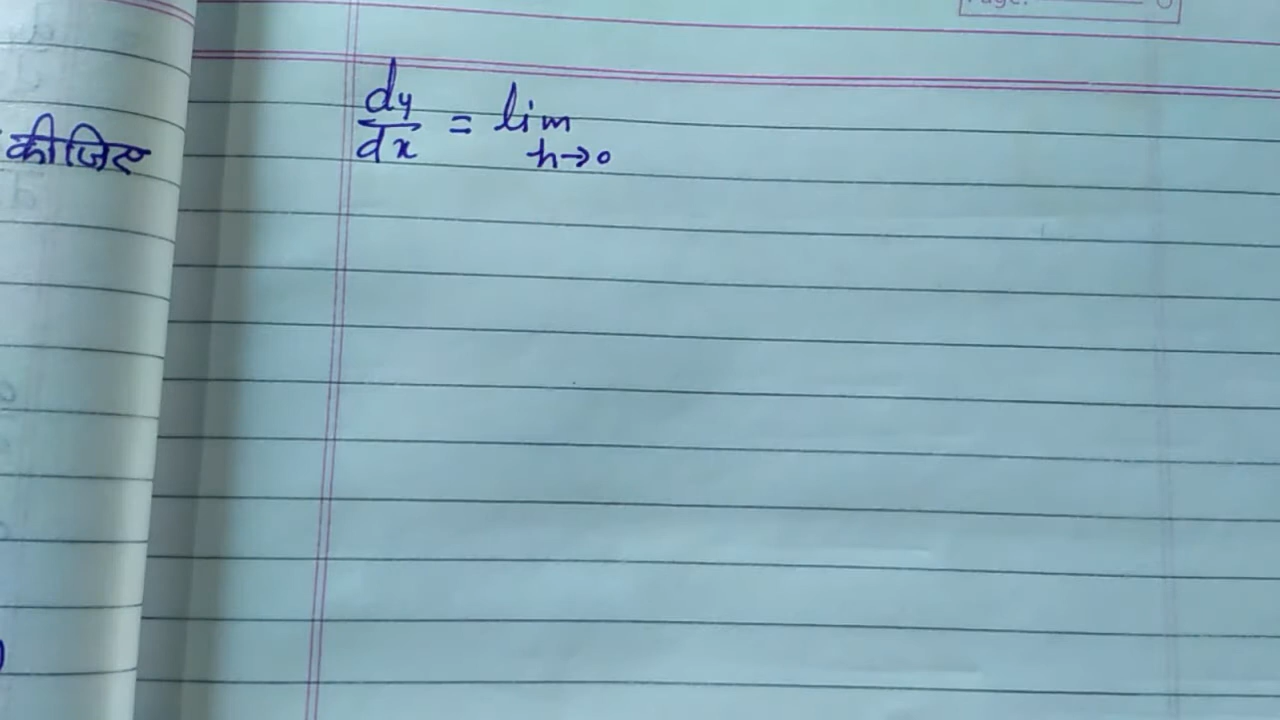 कीजिए
dy/dx = lim h→0